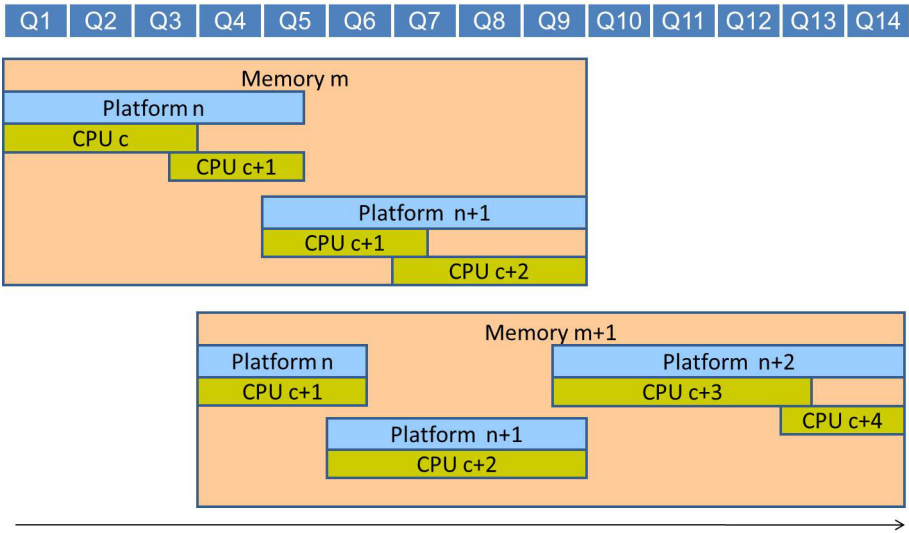 Q1 Q2 Q3 Q4 Q5 Q6 Q7 Q8 Q9 Q10 Q11 Q12 Q13 Q14
Memory m
Platform n
CPU c
CPU c+1
Platform n+1
CPU c+1
CPU c+2
Memory m+1
Platform n Platform n+2
CPU c+1 CPU c+3
CPU c+4
Platform n+1
CPU c+2